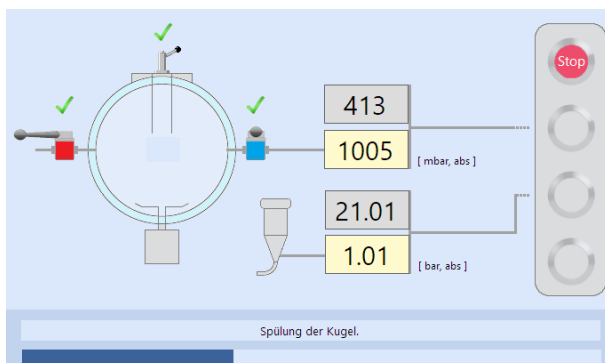 Stop
413
1005
[ mbar, abs ]
21.01
1.01
[ bar, abs ]
Spülung der Kugel.